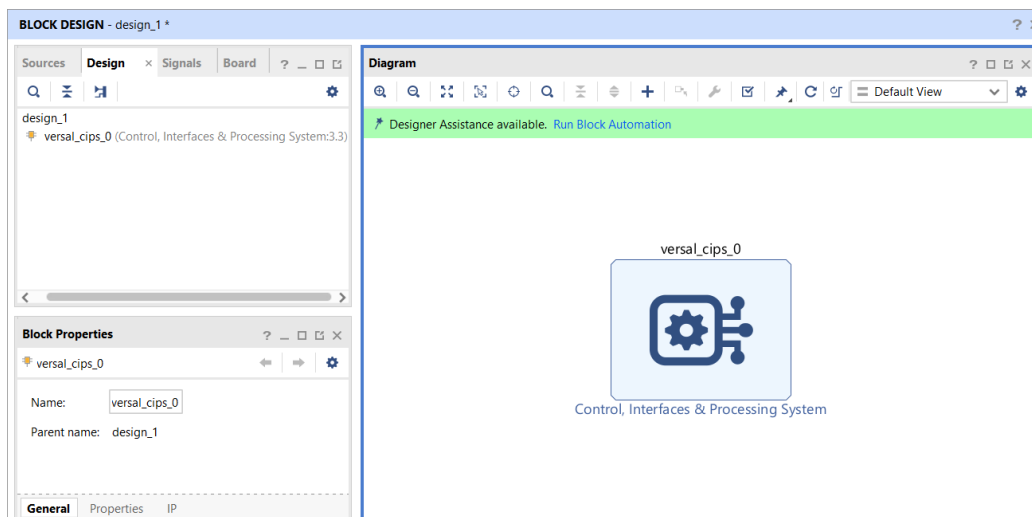 BLOCK DESIGN - design_1 *
Sources Design Signals Board
design_1
versal_cips_0 (Control, Interfaces & Processing System:3.3)
Block Properties
versal_cips_0
Name: versal_cips_0
Parent name: design_1
General Properties IP
Diagram
Default View
Designer Assistance available. Run Block Automation
versal_cips_0
Control, Interfaces & Processing System